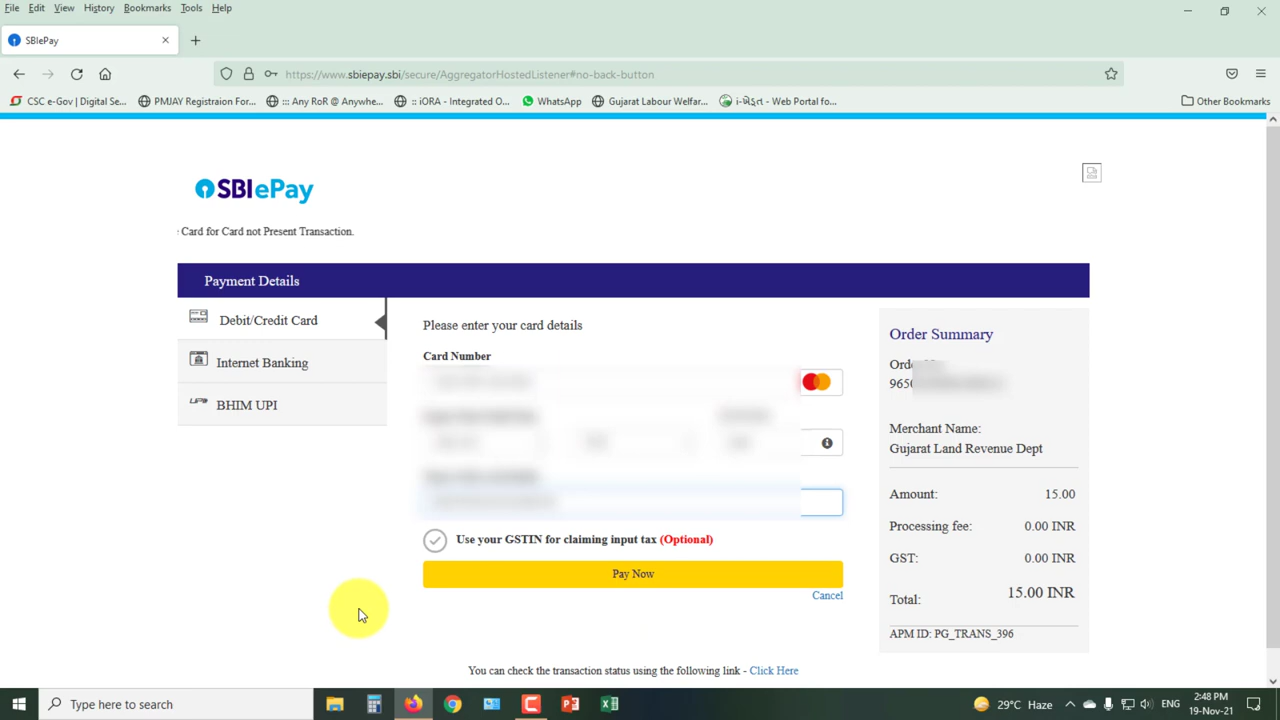 File Edit View History Bookmarks Tools Help
SBIePay
https://www.sbiepay.sbi/secure/AggregatorHostedListener#no-back-button
CSC e-Gov | Digital Se... PMJAY Registraion For... ::: Any RoR @ Anywhe... :: iORA - Integrated O... WhatsApp Gujarat Labour Welfar... i-ખેડૂત - Web Portal fo... Other Bookmarks
SBIePay
Card for Card not Present Transaction.
Payment Details
Debit/Credit Card
Internet Banking
BHIM UPI
Please enter your card details
Card Number
Use your GSTIN for claiming input tax (Optional)
Pay Now
Cancel
Order Summary
9650
Merchant Name:
Gujarat Land Revenue Dept
Amount: 15.00
Processing fee: 0.00 INR
GST: 0.00 INR
Total: 15.00 INR
APM ID: PG_TRANS_396
You can check the transaction status using the following link - Click Here
Type here to search
29°C Haze
ENG
2:48 PM
19-Nov-21